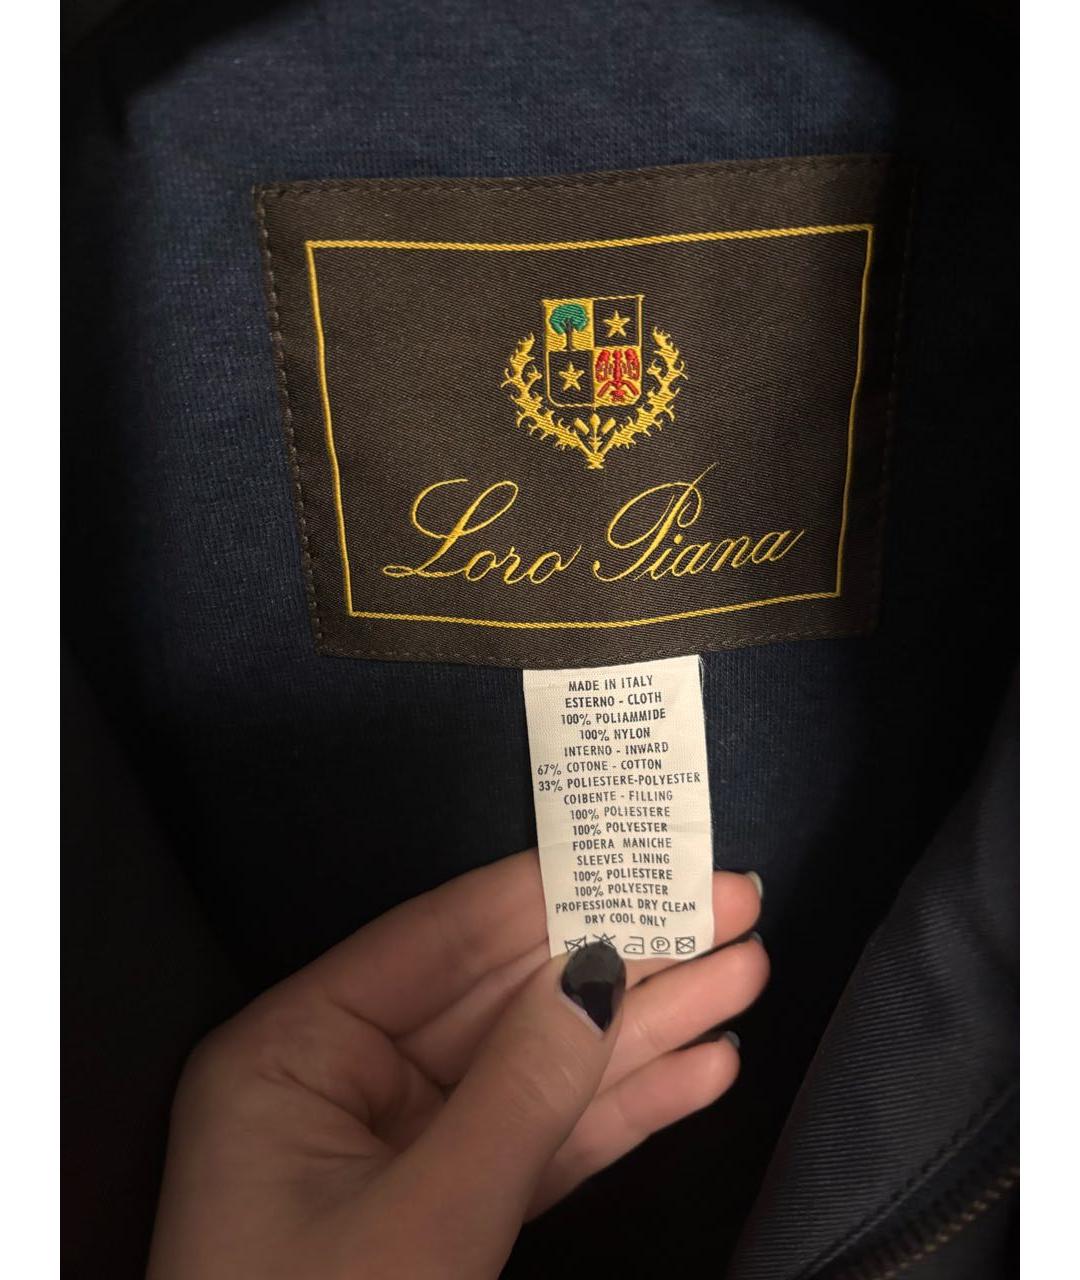 Loro Piana
MADE IN ITALY
ESTERNO - CLOTH
100% POLIAMMIDE
100% NYLON
INTERNO - INWARD
67% COTONE - COTTON
33% POLIESTERE-POLYESTER
COIBENTE - FILLING
100% POLIESTERE
100% POLYESTER
FODERA MANICHE
SLEEVES LINING
100% POLIESTERE
100% POLYESTER
PROFESSIONAL DRY CLEAN
DRY COOL ONLY
P